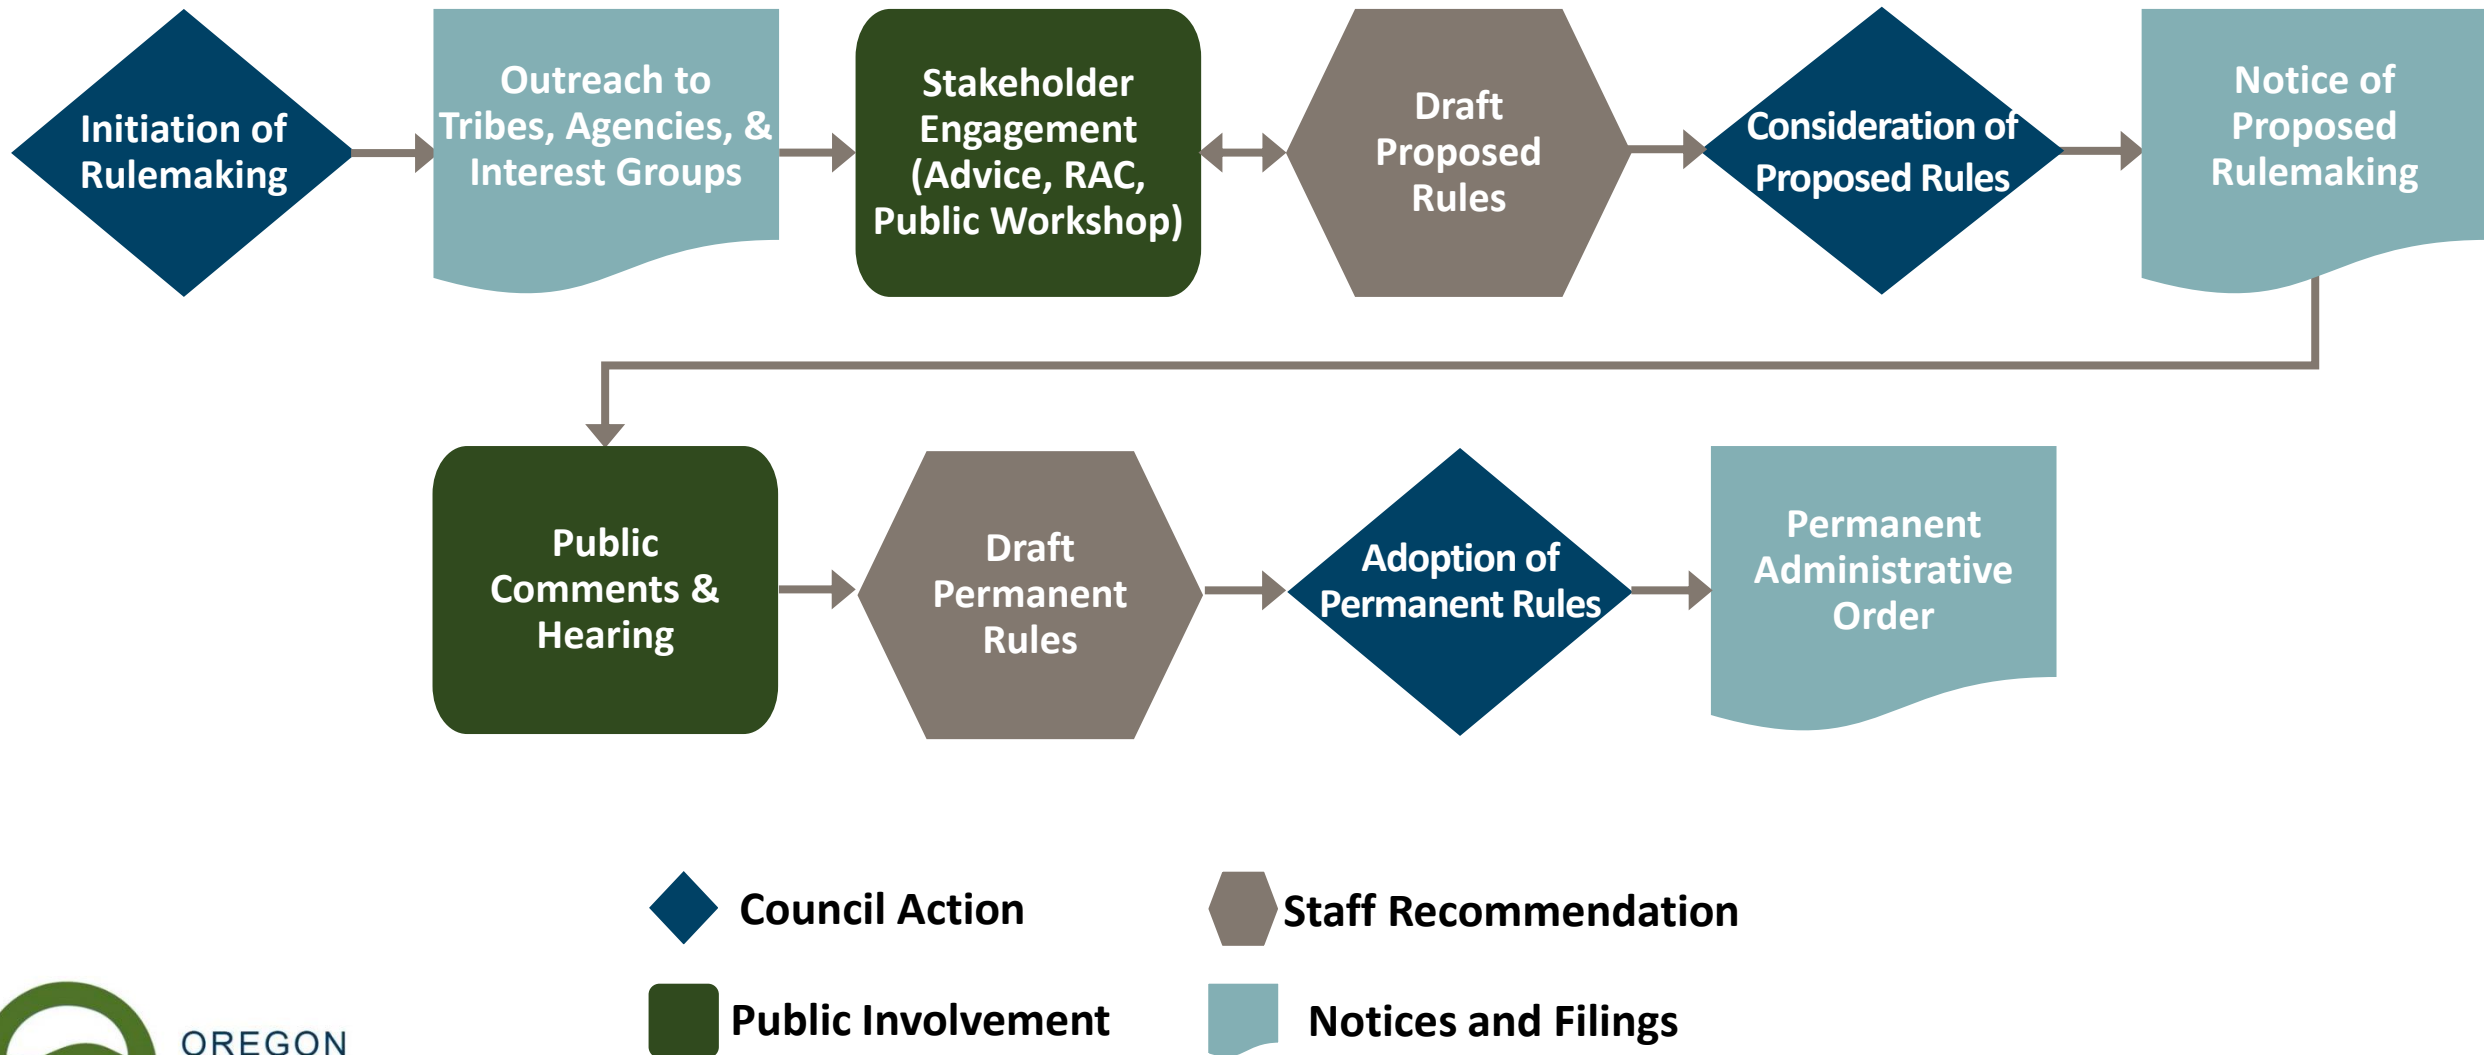 Initiation of
Rulemaking
Outreach to
Tribes, Agencies, &
Interest Groups
Stakeholder
Engagement
(Advice, RAC,
Public Workshop)
Draft
Proposed
Rules
Consideration of
Proposed Rules
Notice of
Proposed
Rulemaking
Public
Comments &
Hearing
Draft
Permanent
Rules
Adoption of
Permanent Rules
Permanent
Administrative
Order
Council Action
Staff Recommendation
Public Involvement
Notices and Filings
OREGON